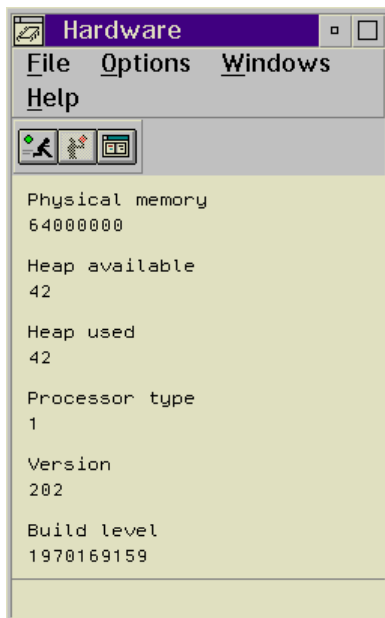 Hardware
File Options Windows
Help
Physical memory
64000000
Heap available
42
Heap used
42
Processor type
1
Version
202
Build level
1970169159